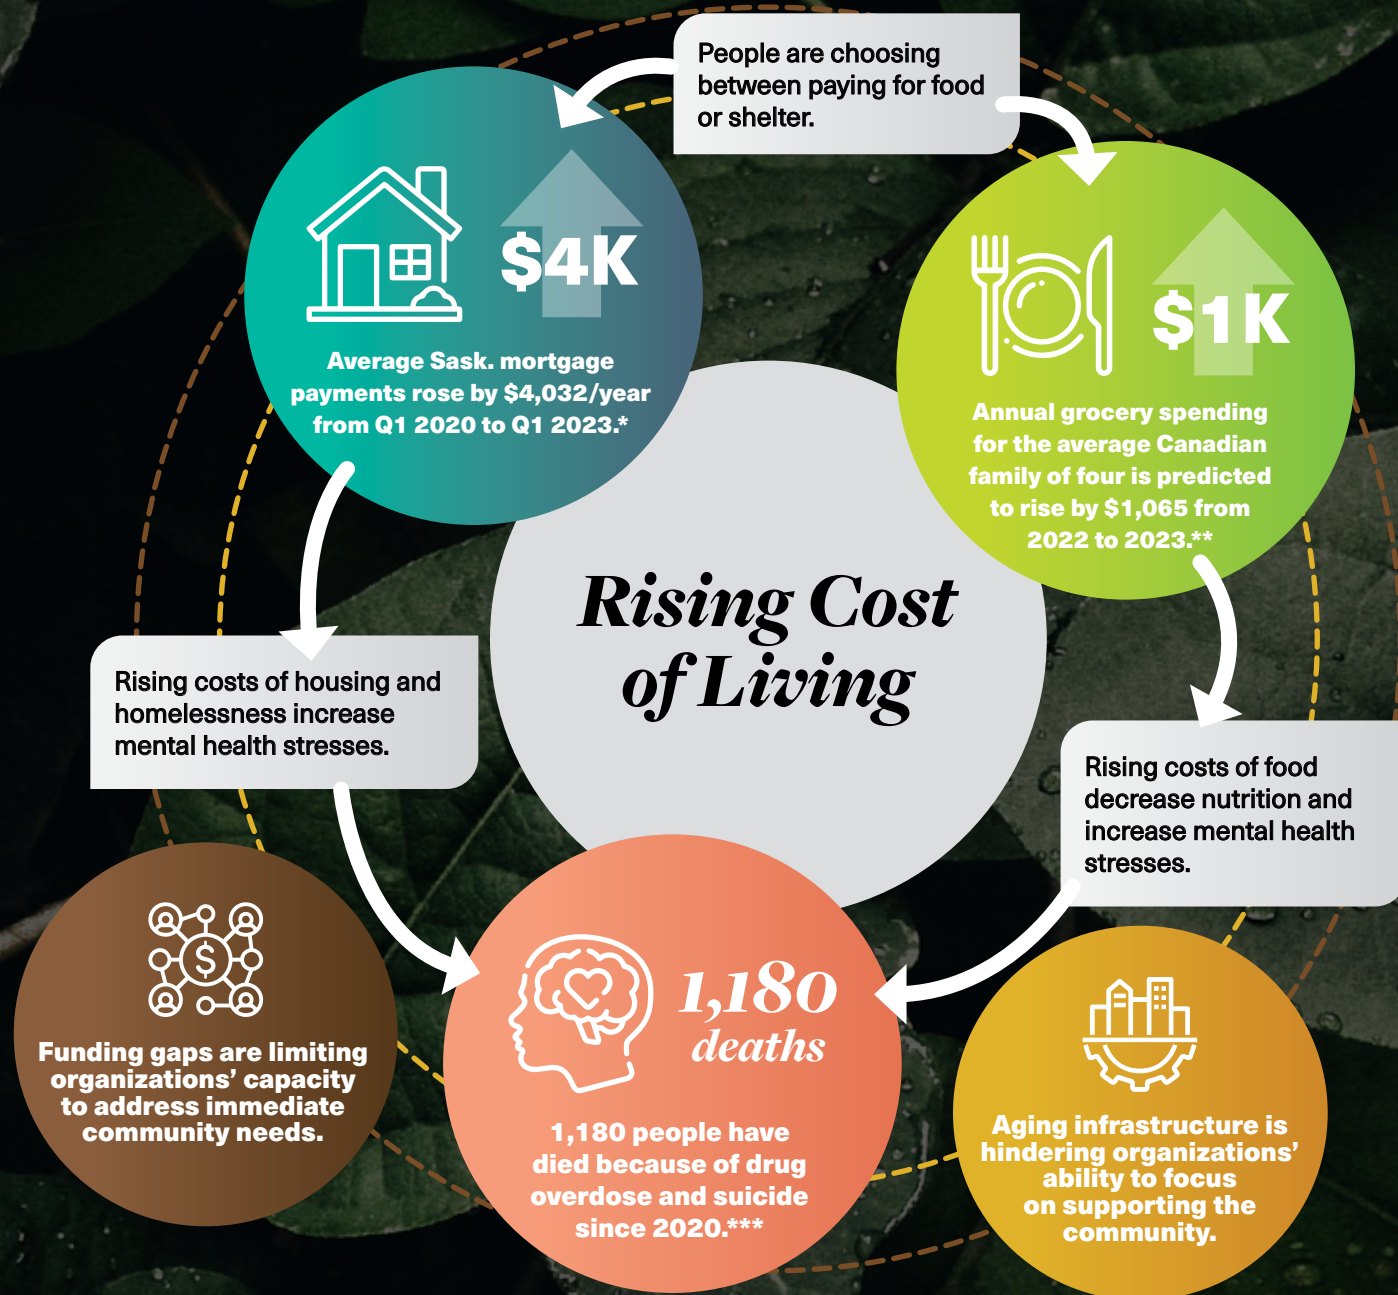 People are choosing
between paying for food
or shelter.
$4K
Average Sask. mortgage
payments rose by $4,032/year
from Q1 2020 to Q1 2023.*
$1K
Annual grocery spending
for the average Canadian
family of four is predicted
to rise by $1,065 from
2022 to 2023.**
Rising Cost
of Living
Rising costs of housing and
homelessness increase
mental health stresses.
Rising costs of food
decrease nutrition and
increase mental health
stresses.
$
Funding gaps are limiting
organizations’ capacity
to address immediate
community needs.
1,180
deaths
1,180 people have
died because of drug
overdose and suicide
since 2020.***
Aging infrastructure is
hindering organizations’
ability to focus
on supporting the
community.